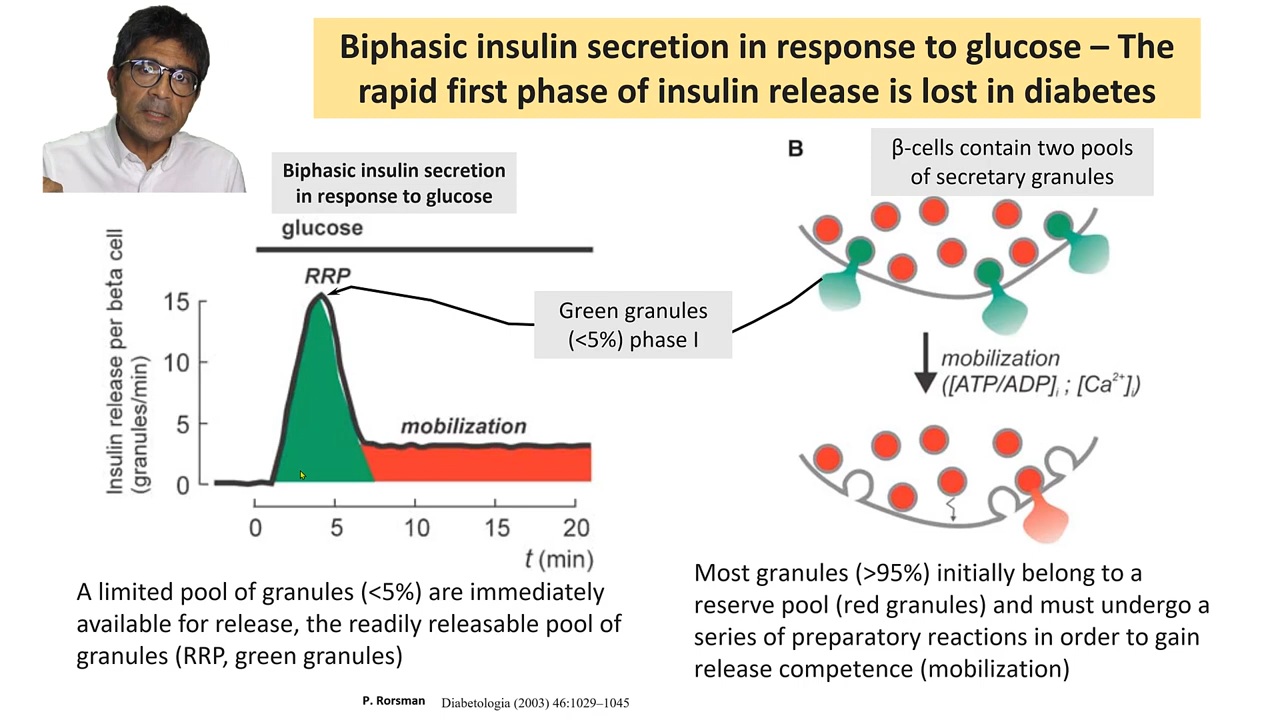 Biphasic insulin secretion in response to glucose – The
rapid first phase of insulin release is lost in diabetes
Biphasic insulin secretion
in response to glucose
glucose
RRP
Insulin release per beta cell
(granules/min)
15
10
5
0
mobilization
0 5 10 15 20
t (min)
Green granules
(<5%) phase I
B
β-cells contain two pools
of secretary granules
mobilization
([ATP/ADP]i ; [Ca2+]i)
A limited pool of granules (<5%) are immediately
available for release, the readily releasable pool of
granules (RRP, green granules)
Most granules (>95%) initially belong to a
reserve pool (red granules) and must undergo a
series of preparatory reactions in order to gain
release competence (mobilization)
P. Rorsman Diabetologia (2003) 46:1029–1045